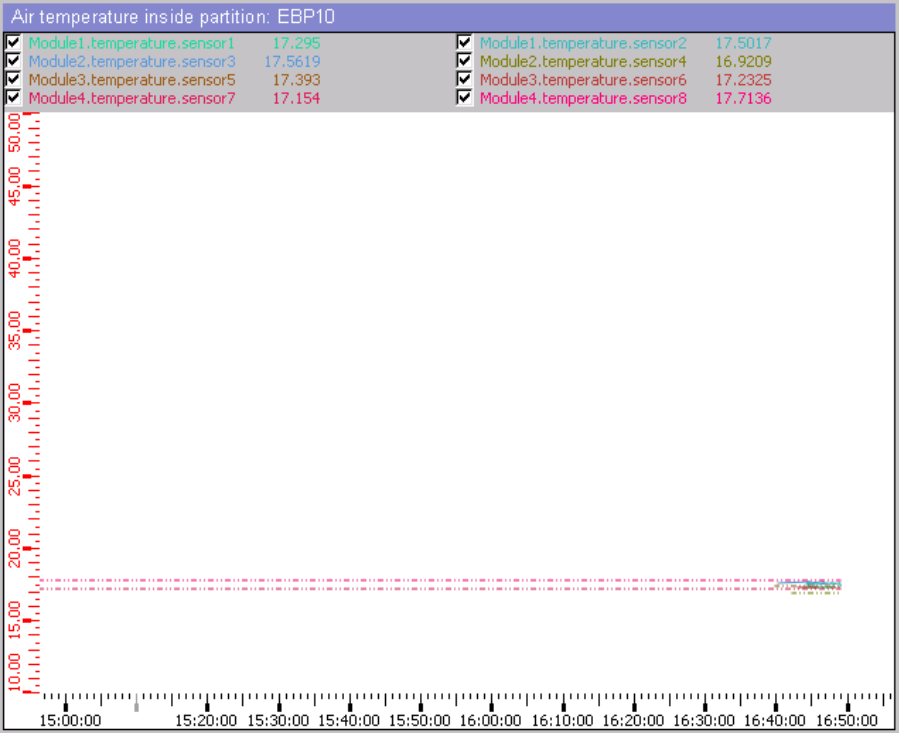 Air temperature inside partition: EBP10
Module1.temperature.sensor1 17.295 Module1.temperature.sensor2 17.5017
Module2.temperature.sensor3 17.5619 Module2.temperature.sensor4 16.9209
Module3.temperature.sensor5 17.393 Module3.temperature.sensor6 17.2325
Module4.temperature.sensor7 17.154 Module4.temperature.sensor8 17.7136
50.00
45.00
40.00
35.00
30.00
25.00
20.00
15.00
10.00
15:00:00 15:20:00 15:30:00 15:40:00 15:50:00 16:00:00 16:10:00 16:20:00 16:30:00 16:40:00 16:50:00